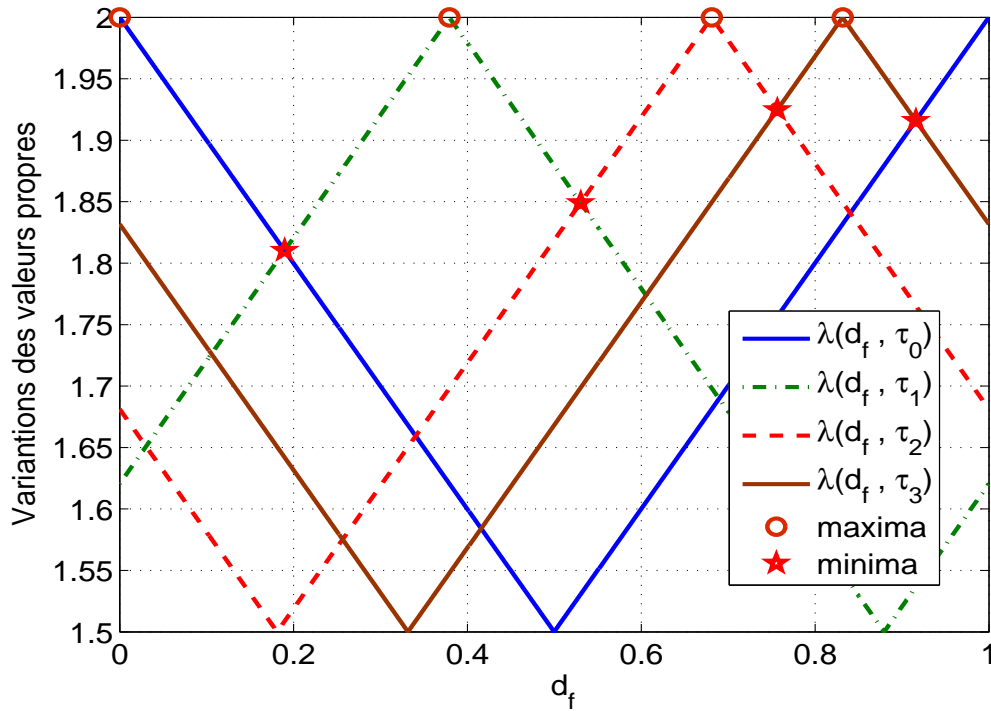 2
1.95
1.9
1.85
1.8
1.75
1.7
1.65
1.6
1.55
1.5
Variantions des valeurs propres
0 0.2 0.4 0.6 0.8 1
d_f
λ(d_f , τ_0)
λ(d_f , τ_1)
λ(d_f , τ_2)
λ(d_f , τ_3)
maxima
minima